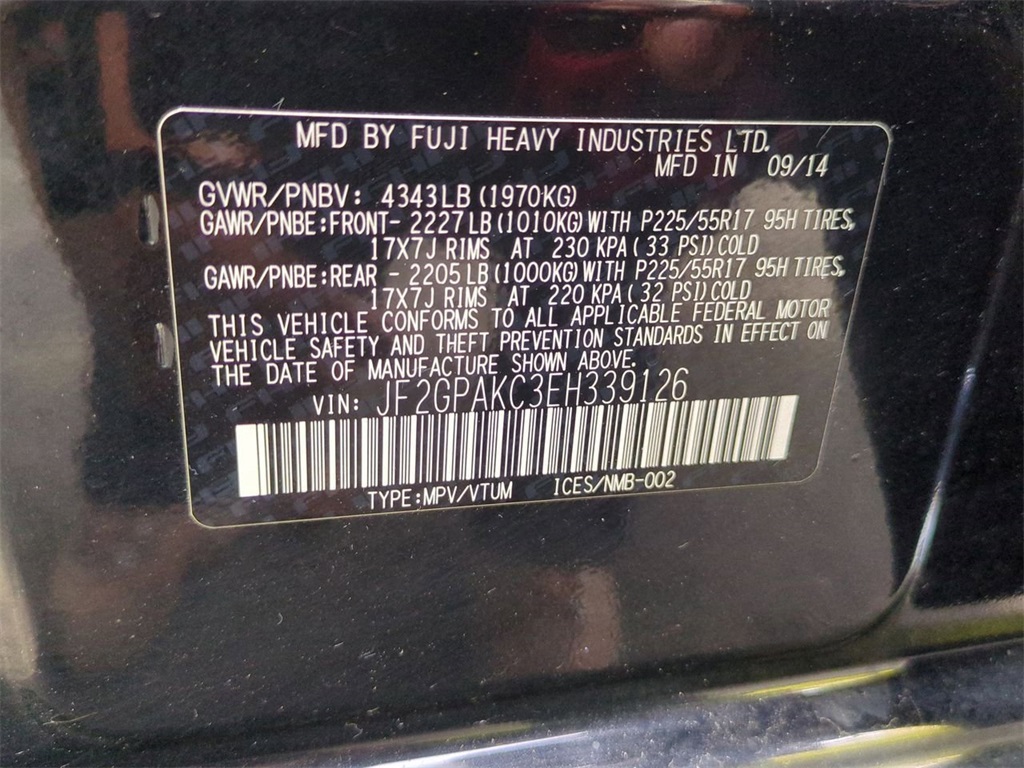 MFD BY FUJI HEAVY INDUSTRIES LTD.
MFD IN 09/14
GVWR/PNBV: 4343LB (1970KG)
GAWR/PNBE:FRONT- 2227LB (1010KG) WITH P225/55R17 95H TIRES,
17X7J RIMS AT 230 KPA ( 33 PSI) COLD
GAWR/PNBE:REAR - 2205LB (1000KG) WITH P225/55R17 95H TIRES,
17X7J RIMS AT 220 KPA ( 32 PSI) COLD
THIS VEHICLE CONFORMS TO ALL APPLICABLE FEDERAL MOTOR
VEHICLE SAFETY AND THEFT PREVENTION STANDARDS IN EFFECT ON
THE DATE OF MANUFACTURE SHOWN ABOVE.
VIN: JF2GPAKC3EH339126
TYPE:MPV/VTUM ICES/NMB-002